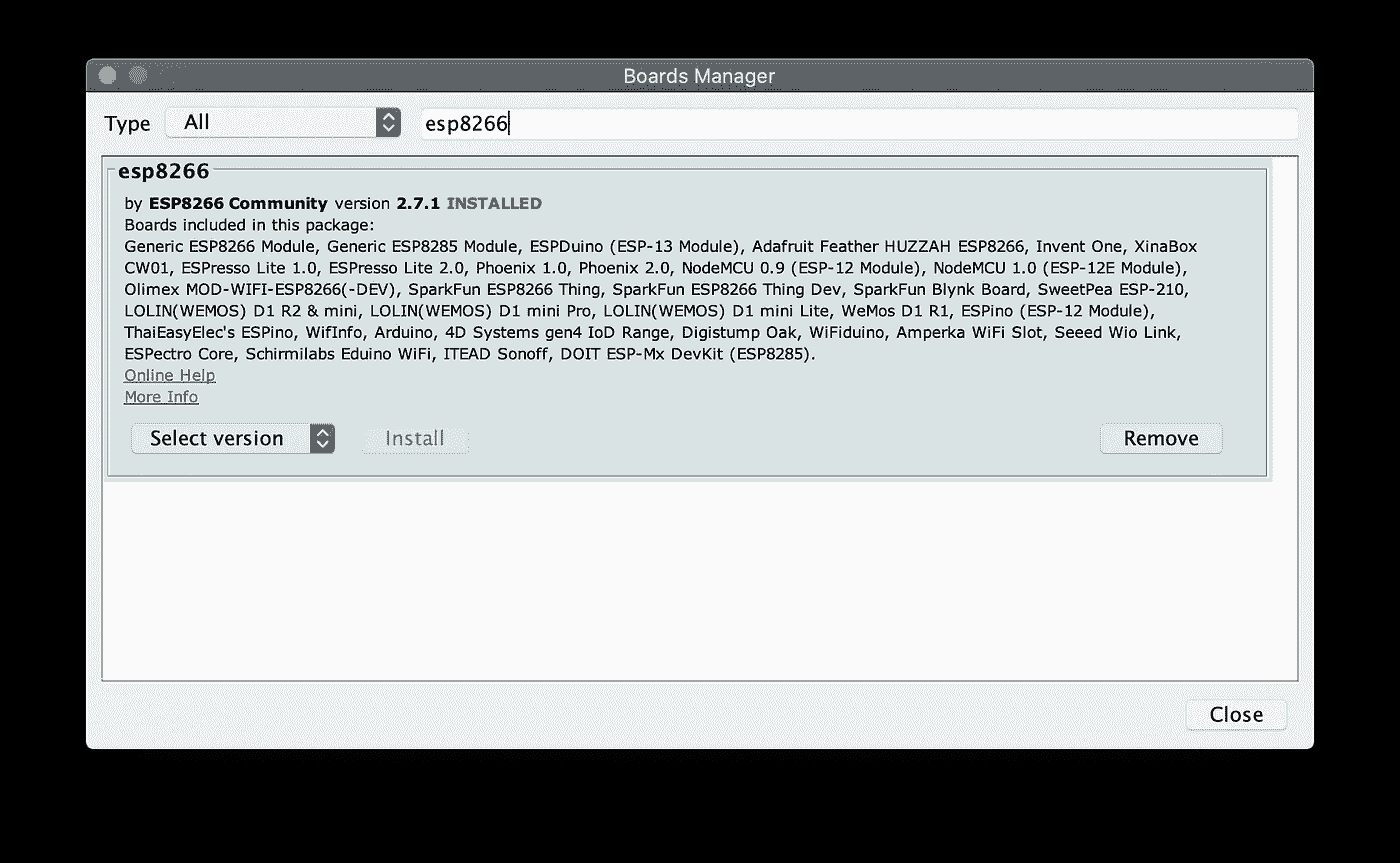 Boards Manager
Type All esp8266
esp8266
by ESP8266 Community version 2.7.1 INSTALLED
Boards included in this package:
Generic ESP8266 Module, Generic ESP8285 Module, ESPDuino (ESP-13 Module), Adafruit Feather HUZZAH ESP8266, Invent One, XinaBox
CW01, ESPresso Lite 1.0, ESPresso Lite 2.0, Phoenix 1.0, Phoenix 2.0, NodeMCU 0.9 (ESP-12 Module), NodeMCU 1.0 (ESP-12E Module),
Olimex MOD-WIFI-ESP8266(-DEV), SparkFun ESP8266 Thing, SparkFun ESP8266 Thing Dev, SparkFun Blynk Board, SweetPea ESP-210,
LOLIN(WEMOS) D1 R2 & mini, LOLIN(WEMOS) D1 mini Pro, LOLIN(WEMOS) D1 mini Lite, WeMos D1 R1, ESPino (ESP-12 Module),
ThaiEasyElec's ESPino, WifInfo, Arduino, 4D Systems gen4 IoD Range, Digistump Oak, WiFiduino, Amperka WiFi Slot, Seeed Wio Link,
ESPectro Core, Schirmilabs Eduino WiFi, ITEAD Sonoff, DOIT ESP-Mx DevKit (ESP8285).
Online Help
More Info
Select version Install Remove
Close